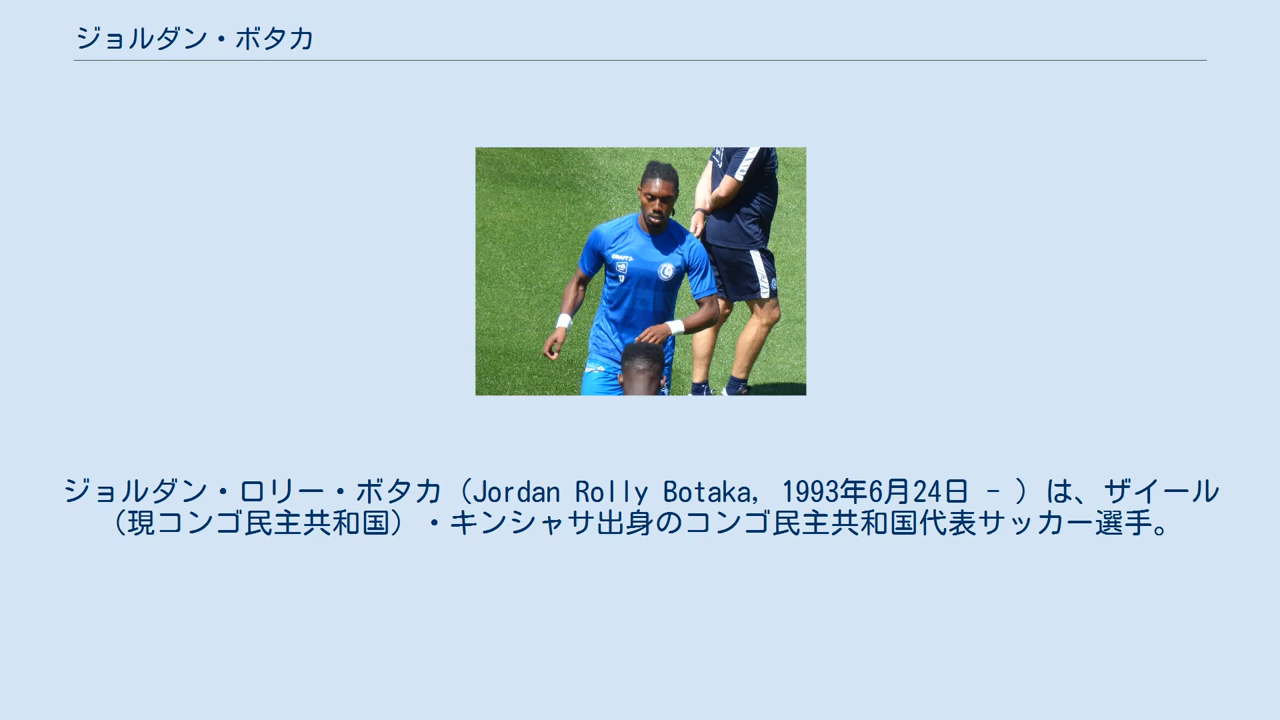 ジョルダン・ボタカ
ジョルダン・ロリー・ボタカ（Jordan Rolly Botaka, 1993年6月24日 - ）は、ザイール
（現コンゴ民主共和国）・キンシャサ出身のコンゴ民主共和国代表サッカー選手。